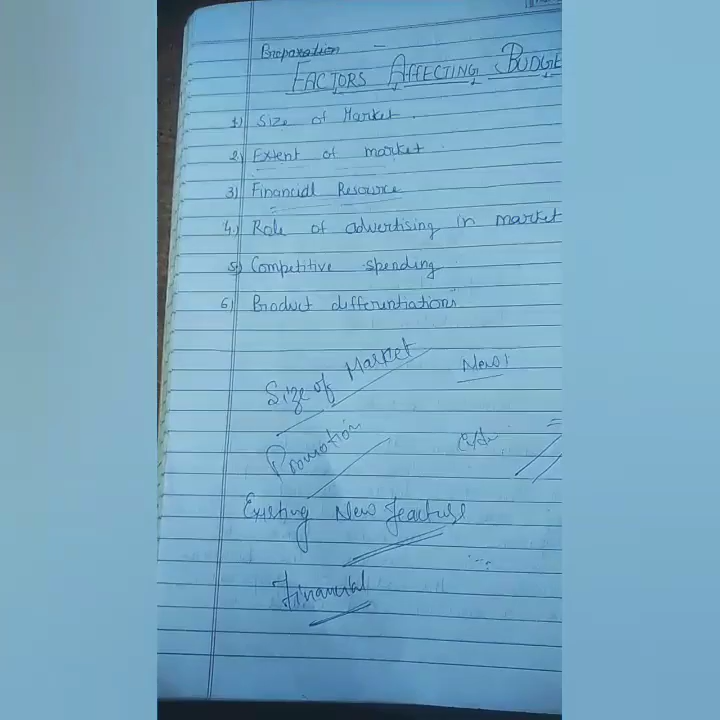 Preparation
FACTORS AFFECTING BUDGE
1) Size of Market.
2) Extent of market
3) Financial Resource
4.) Role of advertising in market
5) Competitive spending
6) Product differentiations
Size of Market
New
Promotion
Existing New feacturs
Financial